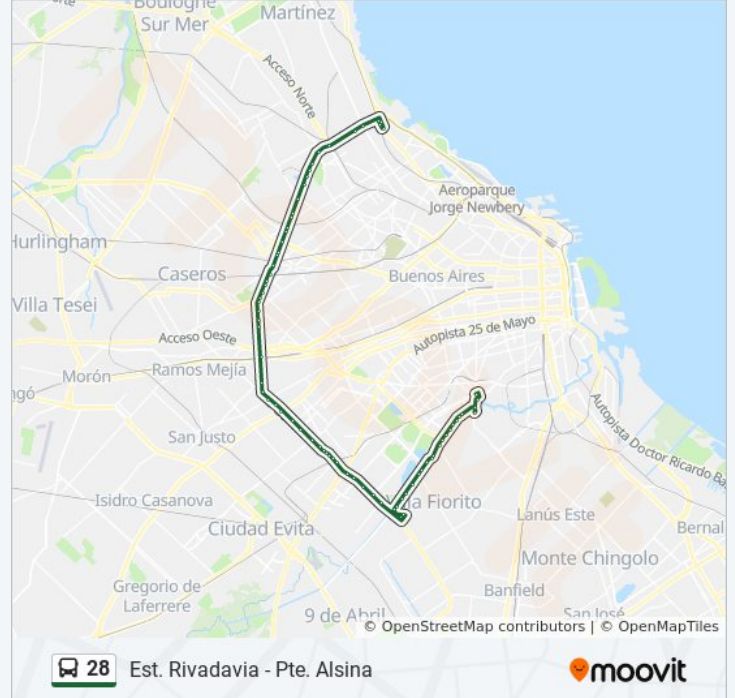 Boulogne
Sur Mer
Martínez
Acceso Norte
Aeroparque
Jorge Newbery
Hurlingham
Caseros
Buenos Aires
Villa Tesei
Autopista 25 de Mayo
Acceso Oeste
Ramos Mejía
Morón
San Justo
Autopista Doctor Ricardo Ba
Isidro Casanova
Villa Fiorito
Lanús Este
Ciudad Evita
Bernal
Monte Chingolo
Gregorio de
Laferrere
Banfield
9 de Abril
San José
© OpenStreetMap contributors | © OpenMapTiles
28 Est. Rivadavia - Pte. Alsina
moovit